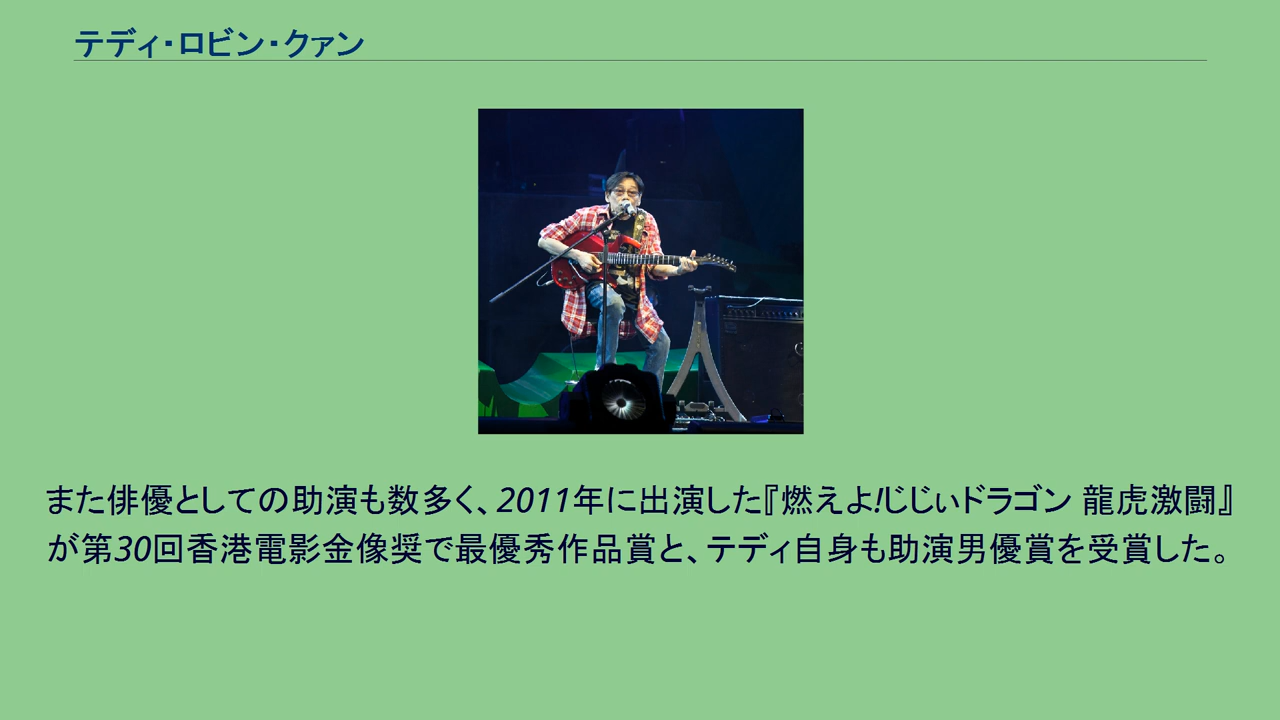 テディ・ロビン・クァン
また俳優としての助演も数多く、2011年に出演した『燃えよ!じじぃドラゴン 龍虎激闘』
が第30回香港電影金像奨で最優秀作品賞と、テディ自身も助演男優賞を受賞した。